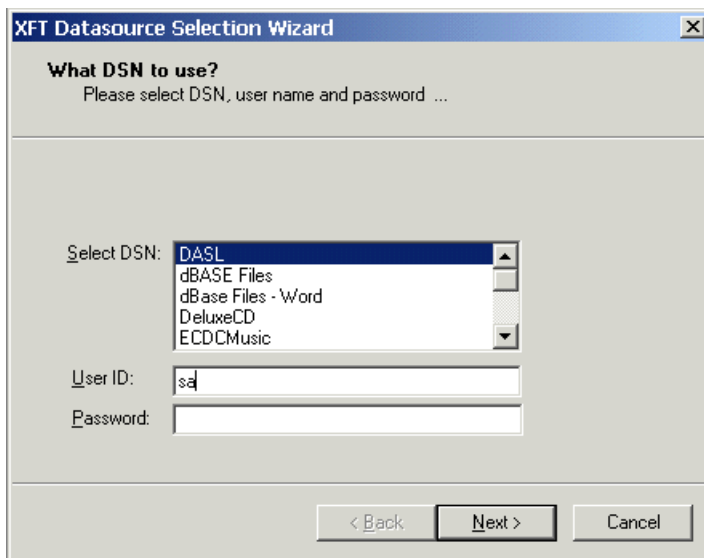 XFT Datasource Selection Wizard
What DSN to use?
Please select DSN, user name and password ...
Select DSN:
DASL
dBASE Files
dBase Files - Word
DeluxeCD
ECDCMusic
User ID:
sa
Password:
< Back
Next >
Cancel